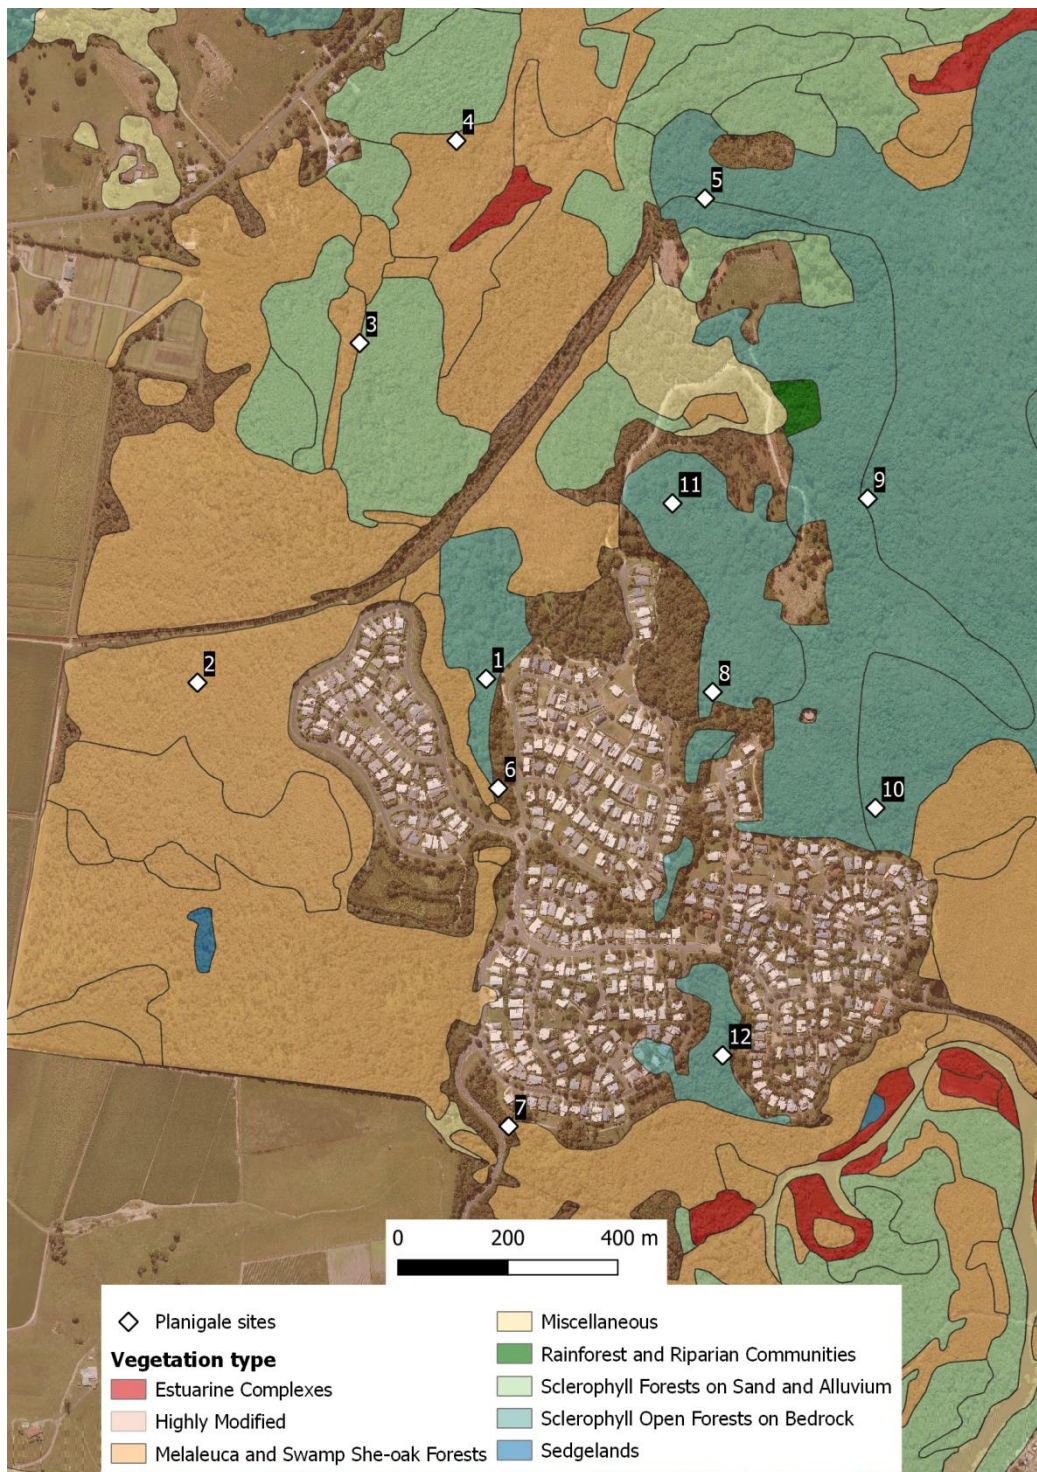 4
5
3
11
9
2
1
8
6
10
12
7
0 200 400 m
Planigale sites
Vegetation type
Estuarine Complexes
Highly Modified
Melaleuca and Swamp She-oak Forests
Miscellaneous
Rainforest and Riparian Communities
Sclerophyll Forests on Sand and Alluvium
Sclerophyll Open Forests on Bedrock
Sedgelands